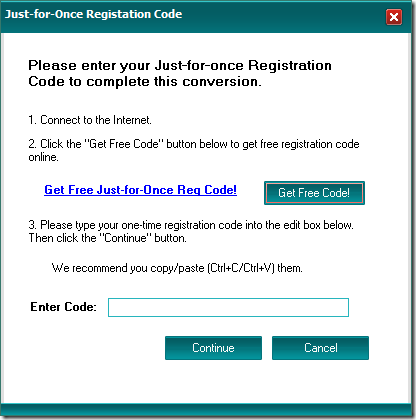 Just-for-Once Registation Code
Please enter your Just-for-once Registration
Code to complete this conversion.
1. Connect to the Internet.
2. Click the "Get Free Code" button below to get free registration code
online.
Get Free Just-for-Once Reg Code!
Get Free Code!
3. Please type your one-time registration code into the edit box below.
Then click the "Continue" button.
We recommend you copy/paste (Ctrl+C/Ctrl+V) them.
Enter Code:
Continue
Cancel